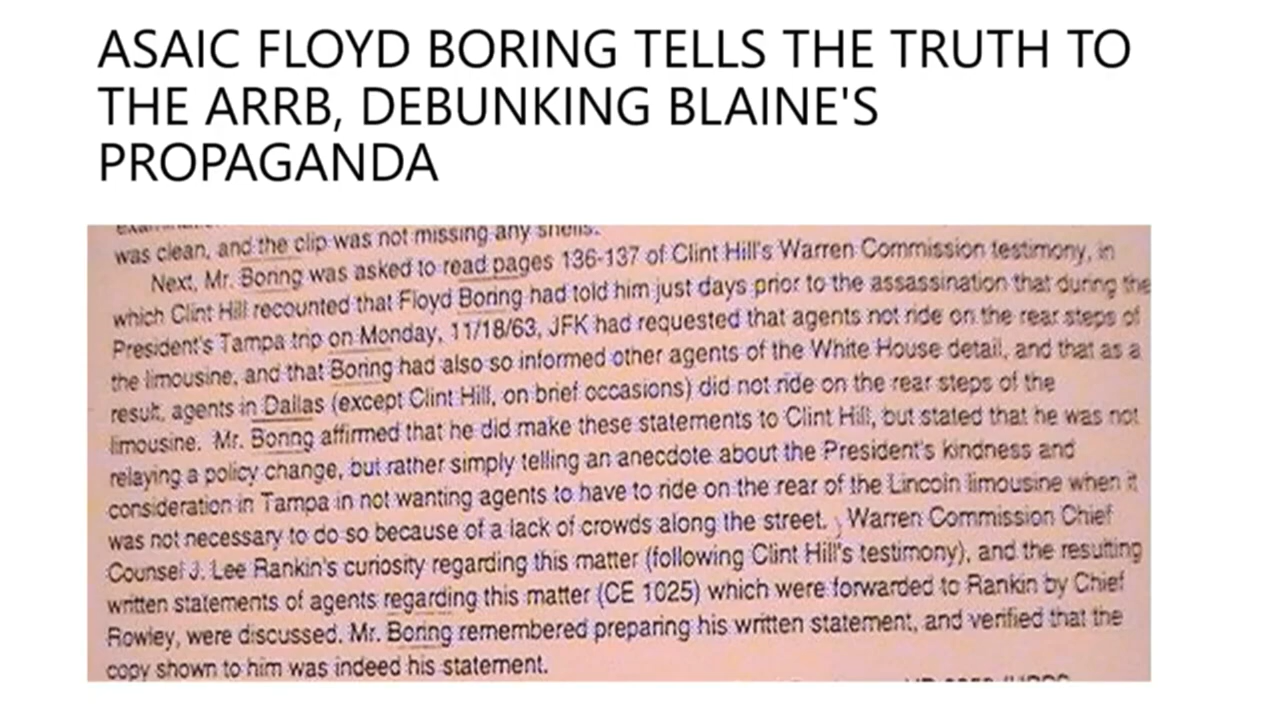 ASAIC FLOYD BORING TELLS THE TRUTH TO
THE ARRB, DEBUNKING BLAINE'S
PROPAGANDA
was clean, and the clip was not missing any shells.
Next, Mr. Boring was asked to read pages 136-137 of Clint Hill's Warren Commission testimony, in
which Clint Hill recounted that Floyd Boring had told him just days prior to the assassination that during the
President's Tampa trip on Monday, 11/18/63, JFK had requested that agents not ride on the rear steps of
the limousine, and that Boring had also so informed other agents of the White House detail, and that as a
result, agents in Dallas (except Clint Hill, on brief occasions) did not ride on the rear steps of the
limousine. Mr. Boring affirmed that he did make these statements to Clint Hill, but stated that he was not
relaying a policy change, but rather simply telling an anecdote about the President's kindness and
consideration in Tampa in not wanting agents to have to ride on the rear of the Lincoln limousine when it
was not necessary to do so because of a lack of crowds along the street. Warren Commission Chief
Counsel J. Lee Rankin's curiosity regarding this matter (following Clint Hill's testimony), and the resulting
written statements of agents regarding this matter (CE 1025) which were forwarded to Rankin by Chief
Rowley, were discussed. Mr. Boring remembered preparing his written statement, and verified that the
copy shown to him was indeed his statement.